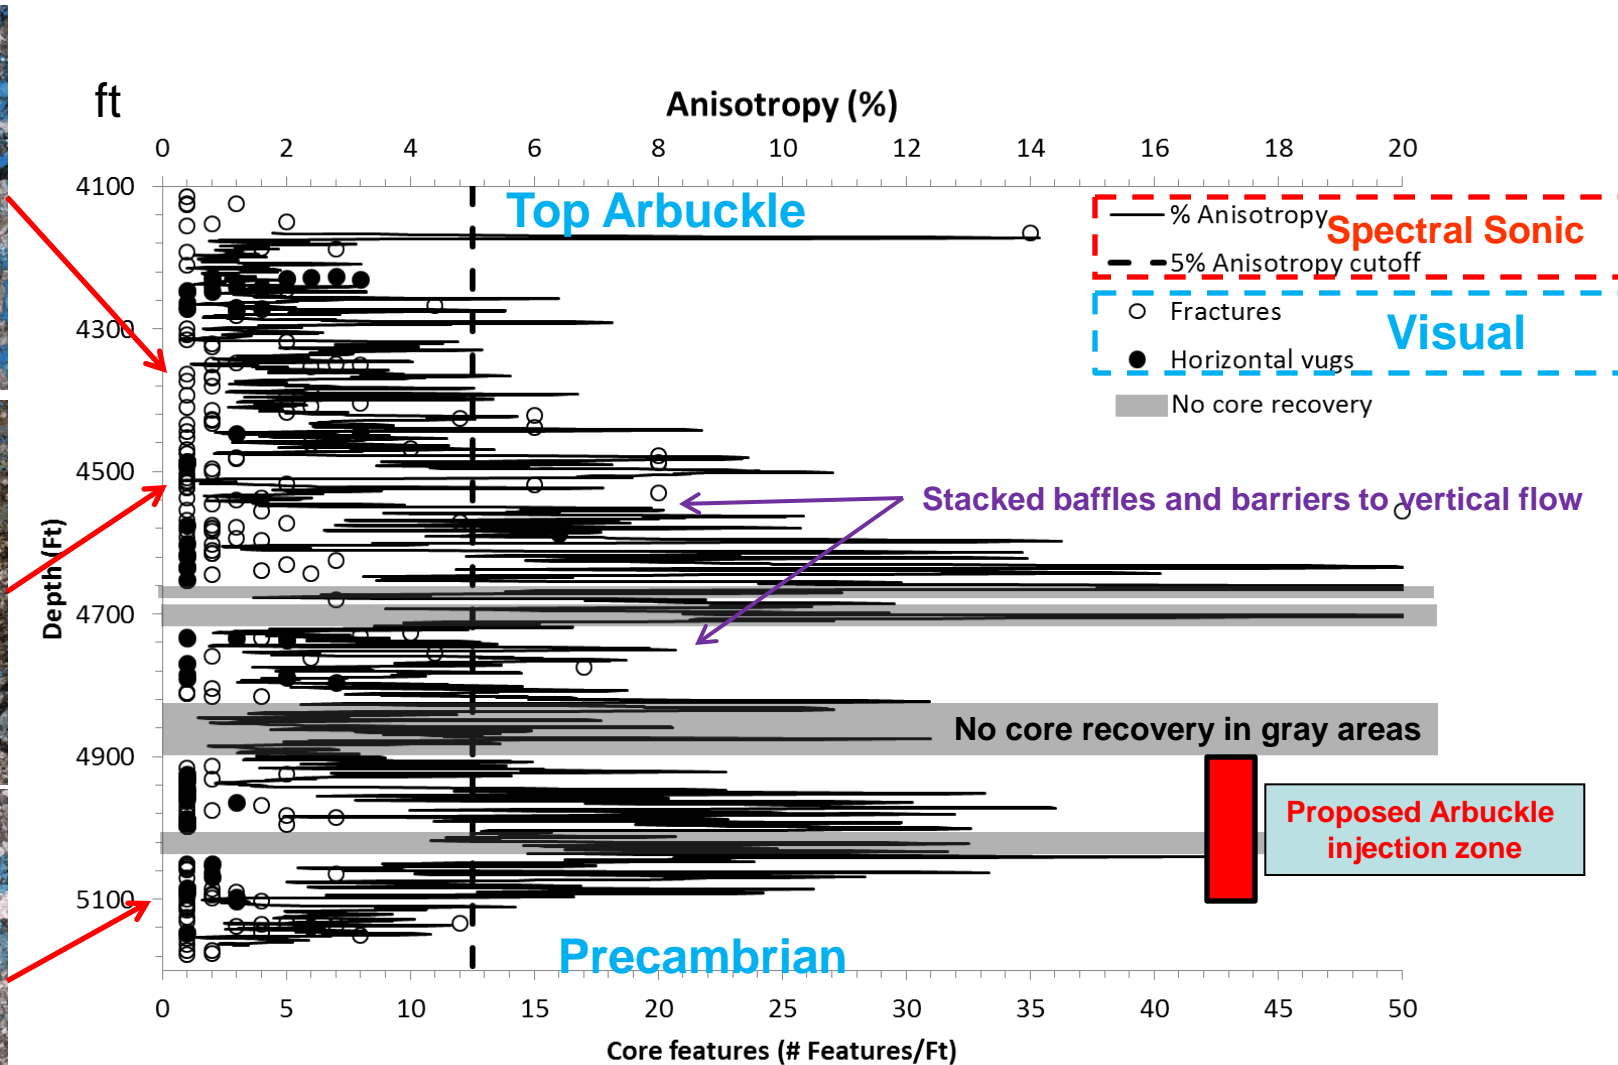 ft
Anisotropy (%)
0 2 4 6 8 10 12 14 16 18 20
4100
Top Arbuckle
% Anisotropy
Spectral Sonic
5% Anisotropy cutoff
Fractures
Visual
4300
Horizontal vugs
No core recovery
4500
Stacked baffles and barriers to vertical flow
Depth (Ft)
4700
No core recovery in gray areas
4900
Proposed Arbuckle
injection zone
5100
Precambrian
0 5 10 15 20 25 30 35 40 45 50
Core features (# Features/Ft)